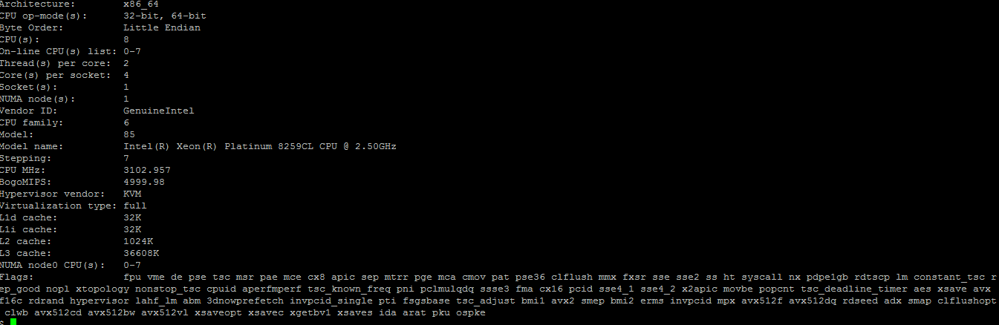 Architecture: x86_64
CPU op-mode(s): 32-bit, 64-bit
Byte Order: Little Endian
CPU(s): 8
On-line CPU(s) list: 0-7
Thread(s) per core: 2
Core(s) per socket: 4
Socket(s): 1
NUMA node(s): 1
Vendor ID: GenuineIntel
CPU family: 6
Model: 85
Model name: Intel(R) Xeon(R) Platinum 8259CL CPU @ 2.50GHz
Stepping: 7
CPU MHz: 3102.957
BogoMIPS: 4999.98
Hypervisor vendor: KVM
Virtualization type: full
L1d cache: 32K
L1i cache: 32K
L2 cache: 1024K
L3 cache: 36608K
NUMA node0 CPU(s): 0-7
Flags: fpu vme de pse tsc msr pae mce cx8 apic sep mtrr pge mca cmov pat pse36 clflush mmx fxsr sse sse2 ss ht syscall nx pdpe1gb rdtscp lm constant_tsc r
ep_good nopl xtopology nonstop_tsc cpuid aperfmperf tsc_known_freq pni pclmulqdq ssse3 fma cx16 pcid sse4_1 sse4_2 x2apic movbe popcnt tsc_deadline_timer aes xsave avx
f16c rdrand hypervisor lahf_lm abm 3dnowprefetch invpcid_single pti fsgsbase tsc_adjust bmi1 avx2 smep bmi2 erms invpcid mpx avx512f avx512dq rdseed adx smap clflushopt
clwb avx512cd avx512bw avx512vl xsaveopt xsavec xgetbv1 xsaves ida arat pku ospke
$